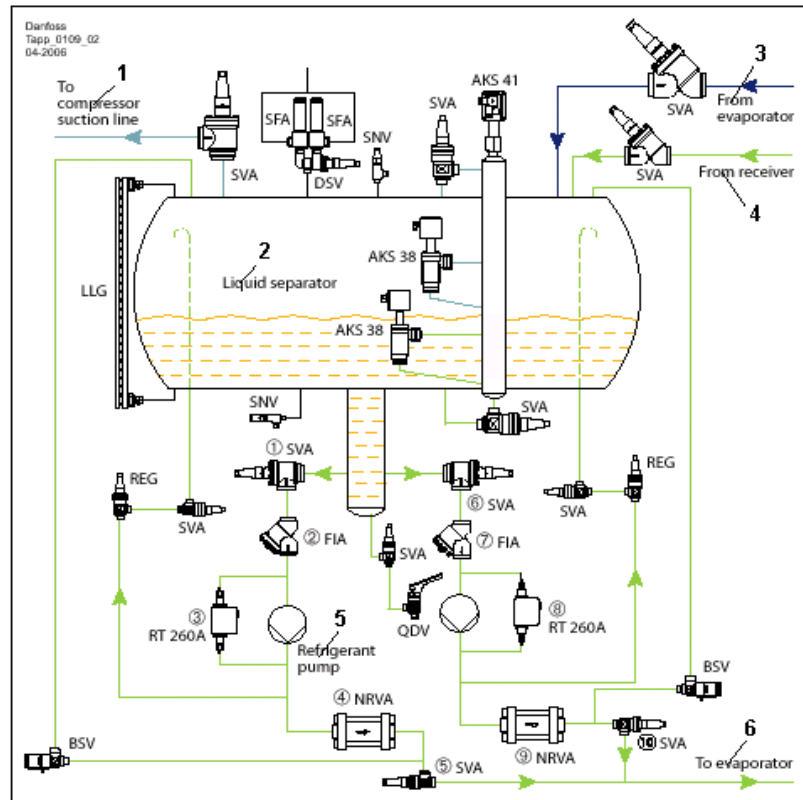 Danfoss
Tapp_0109_02
04-2006
1
To
compressor
suction line
SVA
SFA
SFA
DSV
SNV
SVA
AKS 41
3
SVA
From
evaporator
SVA
From receiver
4
LLG
2
Liquid separator
AKS 38
AKS 38
SNV
SVA
① SVA
⑥ SVA
REG
SVA
② FIA
SVA
⑦ FIA
SVA
REG
③
RT 260A
5
Refrigerant
pump
QDV
⑧
RT 260A
BSV
④ NRVA
⑨ NRVA
⑩ SVA
BSV
⑤ SVA
6
To evaporator